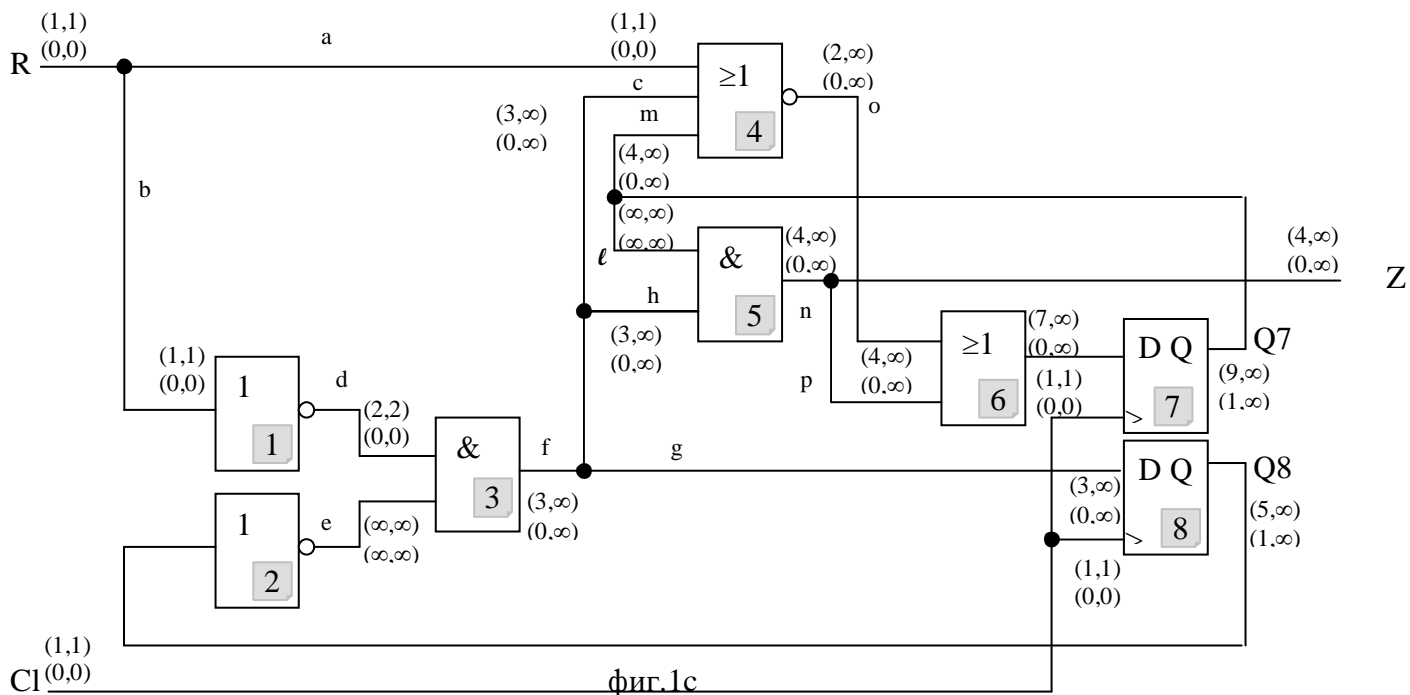 (1,1)
(0,0)
R
a
(1,1)
(0,0)
c
m
≥1
4
(2,∞)
(0,∞)
o
(3,∞)
(0,∞)
b
(4,∞)
(0,∞)
(∞,∞)
(∞,∞)
ℓ
&
5
(4,∞)
(0,∞)
n
(4,∞)
(0,∞)
Z
h
(3,∞)
(0,∞)
p
(4,∞)
(0,∞)
≥1
6
(7,∞)
(0,∞)
(1,1)
(0,0)
D Q
>
7
Q7
(9,∞)
(1,∞)
(1,1)
(0,0)
1
1
d
(2,2)
(0,0)
&
3
f
(3,∞)
(0,∞)
g
(3,∞)
(0,∞)
D Q
>
8
Q8
(5,∞)
(1,∞)
(1,1)
(0,0)
1
2
e
(∞,∞)
(∞,∞)
(1,1)
(0,0)
Cl
фиг.1с